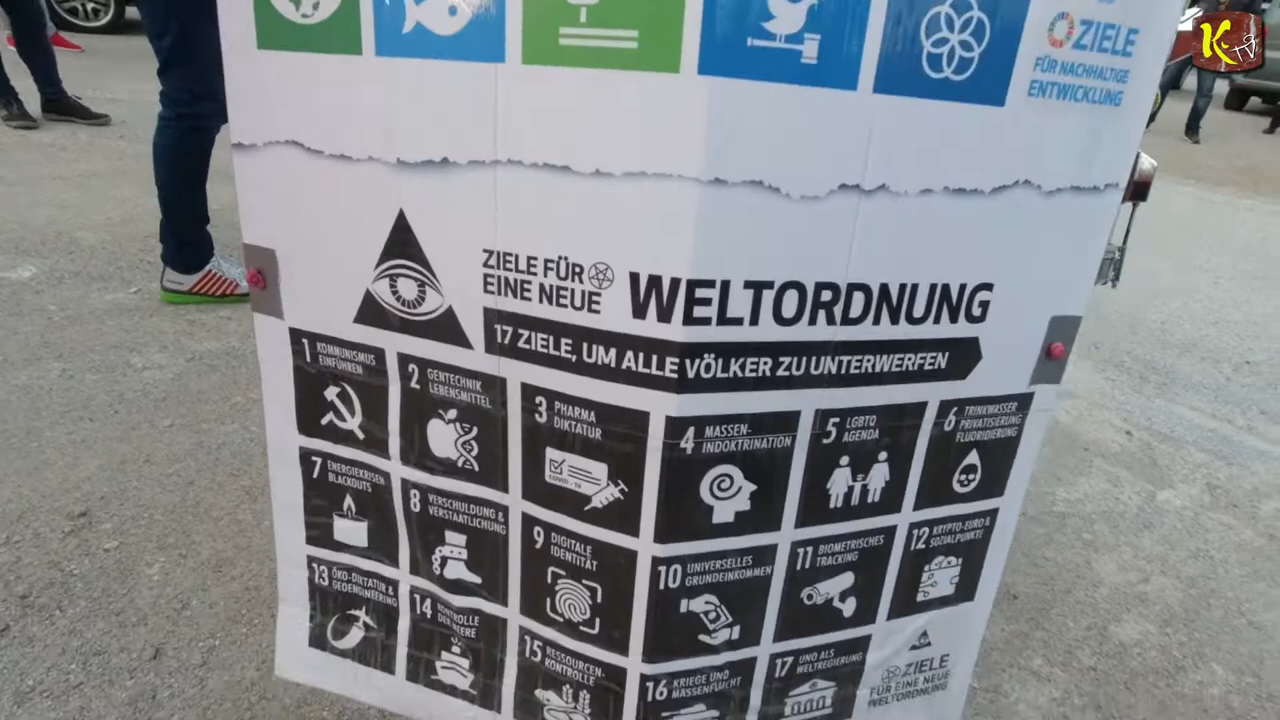 K TV
ZIELE
FÜR NACHHALTIGE
ENTWICKLUNG
ZIELE FÜR
EINE NEUE
WELTORDNUNG
17 ZIELE, UM ALLE VÖLKER ZU UNTERWERFEN
1 KOMMUNISMUS
EINFÜHREN
2 GENTECHNIK
LEBENSMITTEL
3 PHARMA
DIKTATUR
COVID-19
4 MASSEN-
INDOKTRINATION
5 LGBTQ
AGENDA
6 TRINKWASSER
PRIVATISIERUNG
FLUORIDIERUNG
7 ENERGIEKRISEN
BLACKOUTS
8 VERSCHULDUNG &
VERSTAATLICHUNG
9 DIGITALE
IDENTITÄT
10 UNIVERSELLES
GRUNDEINKOMMEN
11 BIOMETRISCHES
TRACKING
12 KRYPTO-EURO &
SOZIALPUNKTE
13 ÖKO-DIKTATUR &
GEOENGINEERING
14 KONTROLLE
DER MEERE
15 RESSOURCEN-
KONTROLLE
16 KRIEGE UND
MASSENFLUCHT
17 UNO ALS
WELTREGIERUNG
ZIELE
FÜR EINE NEUE
WELTORDNUNG